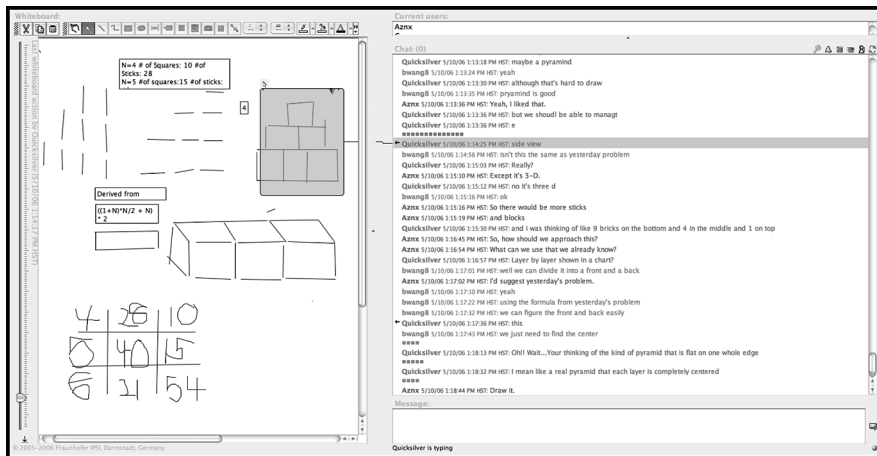 Whiteboard:
Current users:
Aznx
Chat: (0)
Last whiteboard action by Quicksilver (5/10/06 1:14:17 PM HST)
N=4 # of Squares: 10 #of
Sticks: 28
N=5 #of squares:15 #of sticks:
5
4
Derived from
((1+N)*N/2 + N)
* 2
4 28 10
5 40 15
6 21 54
Quicksilver 5/10/06 1:13:18 PM HST: maybe a pyramind
bwang8 5/10/06 1:13:24 PM HST: yeah
Quicksilver 5/10/06 1:13:30 PM HST: although that's hard to draw
bwang8 5/10/06 1:13:35 PM HST: pryamind is good
Aznx 5/10/06 1:13:36 PM HST: Yeah, I liked that.
Quicksilver 5/10/06 1:13:36 PM HST: but we shoudl be able to managt
Quicksilver 5/10/06 1:13:36 PM HST: e
Quicksilver 5/10/06 1:14:25 PM HST: side view
bwang8 5/10/06 1:14:56 PM HST: isn't this the same as yesterday problem
Quicksilver 5/10/06 1:15:03 PM HST: Really?
Aznx 5/10/06 1:15:10 PM HST: Except it's 3-D.
Quicksilver 5/10/06 1:15:12 PM HST: no it's three d
bwang8 5/10/06 1:15:16 PM HST: ok
Aznx 5/10/06 1:15:16 PM HST: So there would be more sticks
Aznx 5/10/06 1:15:19 PM HST: and blocks
Quicksilver 5/10/06 1:15:30 PM HST: and i was thinking of like 9 bricks on the bottom and 4 in the middle and 1 on top
Aznx 5/10/06 1:16:45 PM HST: So, how should we approach this?
Aznx 5/10/06 1:16:54 PM HST: What can we use that we already know?
Quicksilver 5/10/06 1:16:57 PM HST: Layer by layer shown in a chart?
bwang8 5/10/06 1:17:01 PM HST: well we can divide it into a front and a back
Aznx 5/10/06 1:17:02 PM HST: I'd suggest yesterday's problem.
bwang8 5/10/06 1:17:10 PM HST: yeah
bwang8 5/10/06 1:17:22 PM HST: using the formula from yesterday's problem
bwang8 5/10/06 1:17:32 PM HST: we can figure the front and back easily
Quicksilver 5/10/06 1:17:36 PM HST: this
bwang8 5/10/06 1:17:43 PM HST: we just need to find the center
Quicksilver 5/10/06 1:18:13 PM HST: Oh!! Wait...Your thinking of the kind of pyramid that is flat on one whole edge
Quicksilver 5/10/06 1:18:32 PM HST: I mean like a real pyramid that each layer is completely centered
Aznx 5/10/06 1:18:44 PM HST: Draw it.
Message:
Quicksilver is typing
© 2005-2006 Fraunhofer IPSI, Darmstadt, Germany